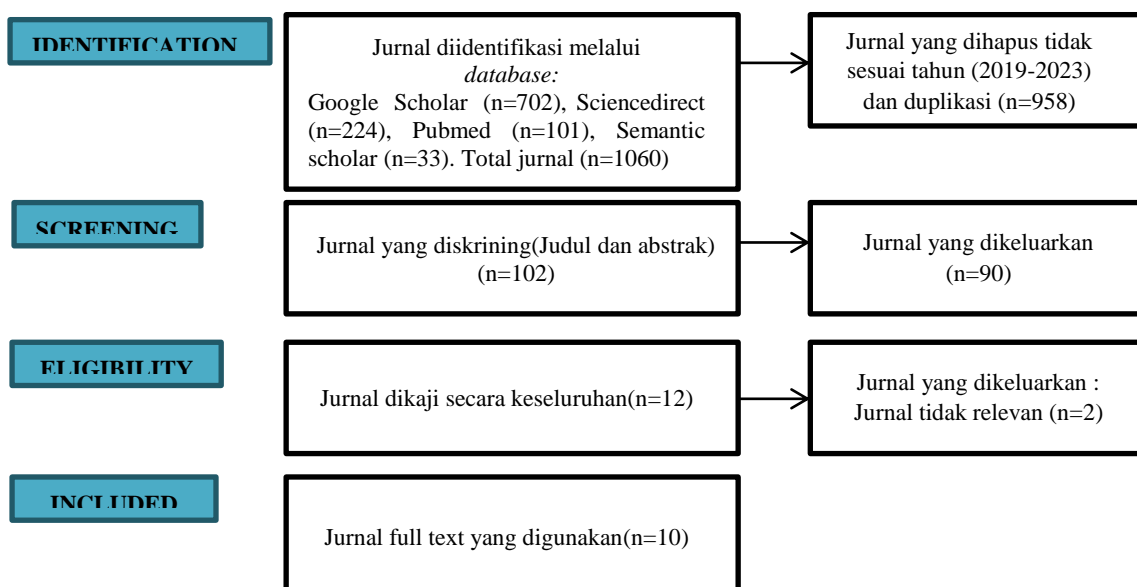 IDENTIFICATION
Jurnal diidentifikasi melalui
database:
Google Scholar (n=702), Sciencedirect
(n=224), Pubmed (n=101), Semantic
scholar (n=33). Total jurnal (n=1060)
Jurnal yang dihapus tidak
sesuai tahun (2019-2023)
dan duplikasi (n=958)
SCREENING
Jurnal yang diskrining(Judul dan abstrak)
(n=102)
Jurnal yang dikeluarkan
(n=90)
ELIGIBILITY
Jurnal dikaji secara keseluruhan(n=12)
Jurnal yang dikeluarkan :
Jurnal tidak relevan (n=2)
INCLUDED
Jurnal full text yang digunakan(n=10)